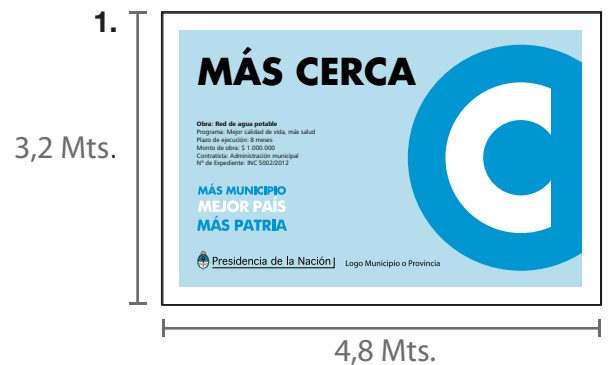 1.
3,2 Mts.
MÁS CERCA
Obra: Red de agua potable
Programa: Mejor calidad de vida, más salud
Plazo de ejecución: 8 meses
Monto de obra: $ 1.000.000
Contratista: Administración municipal
Nº de Expediente: INC 5002/2012
MÁS MUNICIPIO
MEJOR PAÍS
MÁS PATRIA
Presidencia de la Nación
Logo Municipio o Provincia
C
4,8 Mts.